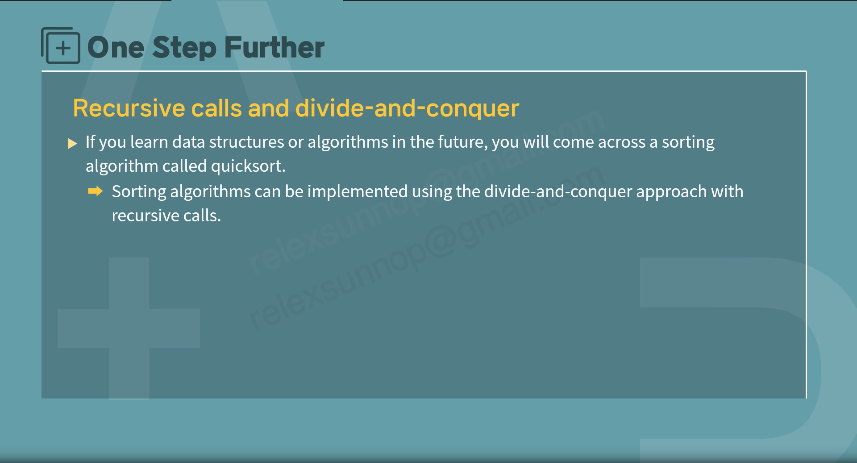 One Step Further
Recursive calls and divide-and-conquer
If you learn data structures or algorithms in the future, you will come across a sorting
algorithm called quicksort.
Sorting algorithms can be implemented using the divide-and-conquer approach with
recursive calls.
relexsunnop@gmail.com
relexsunnop@gmail.com